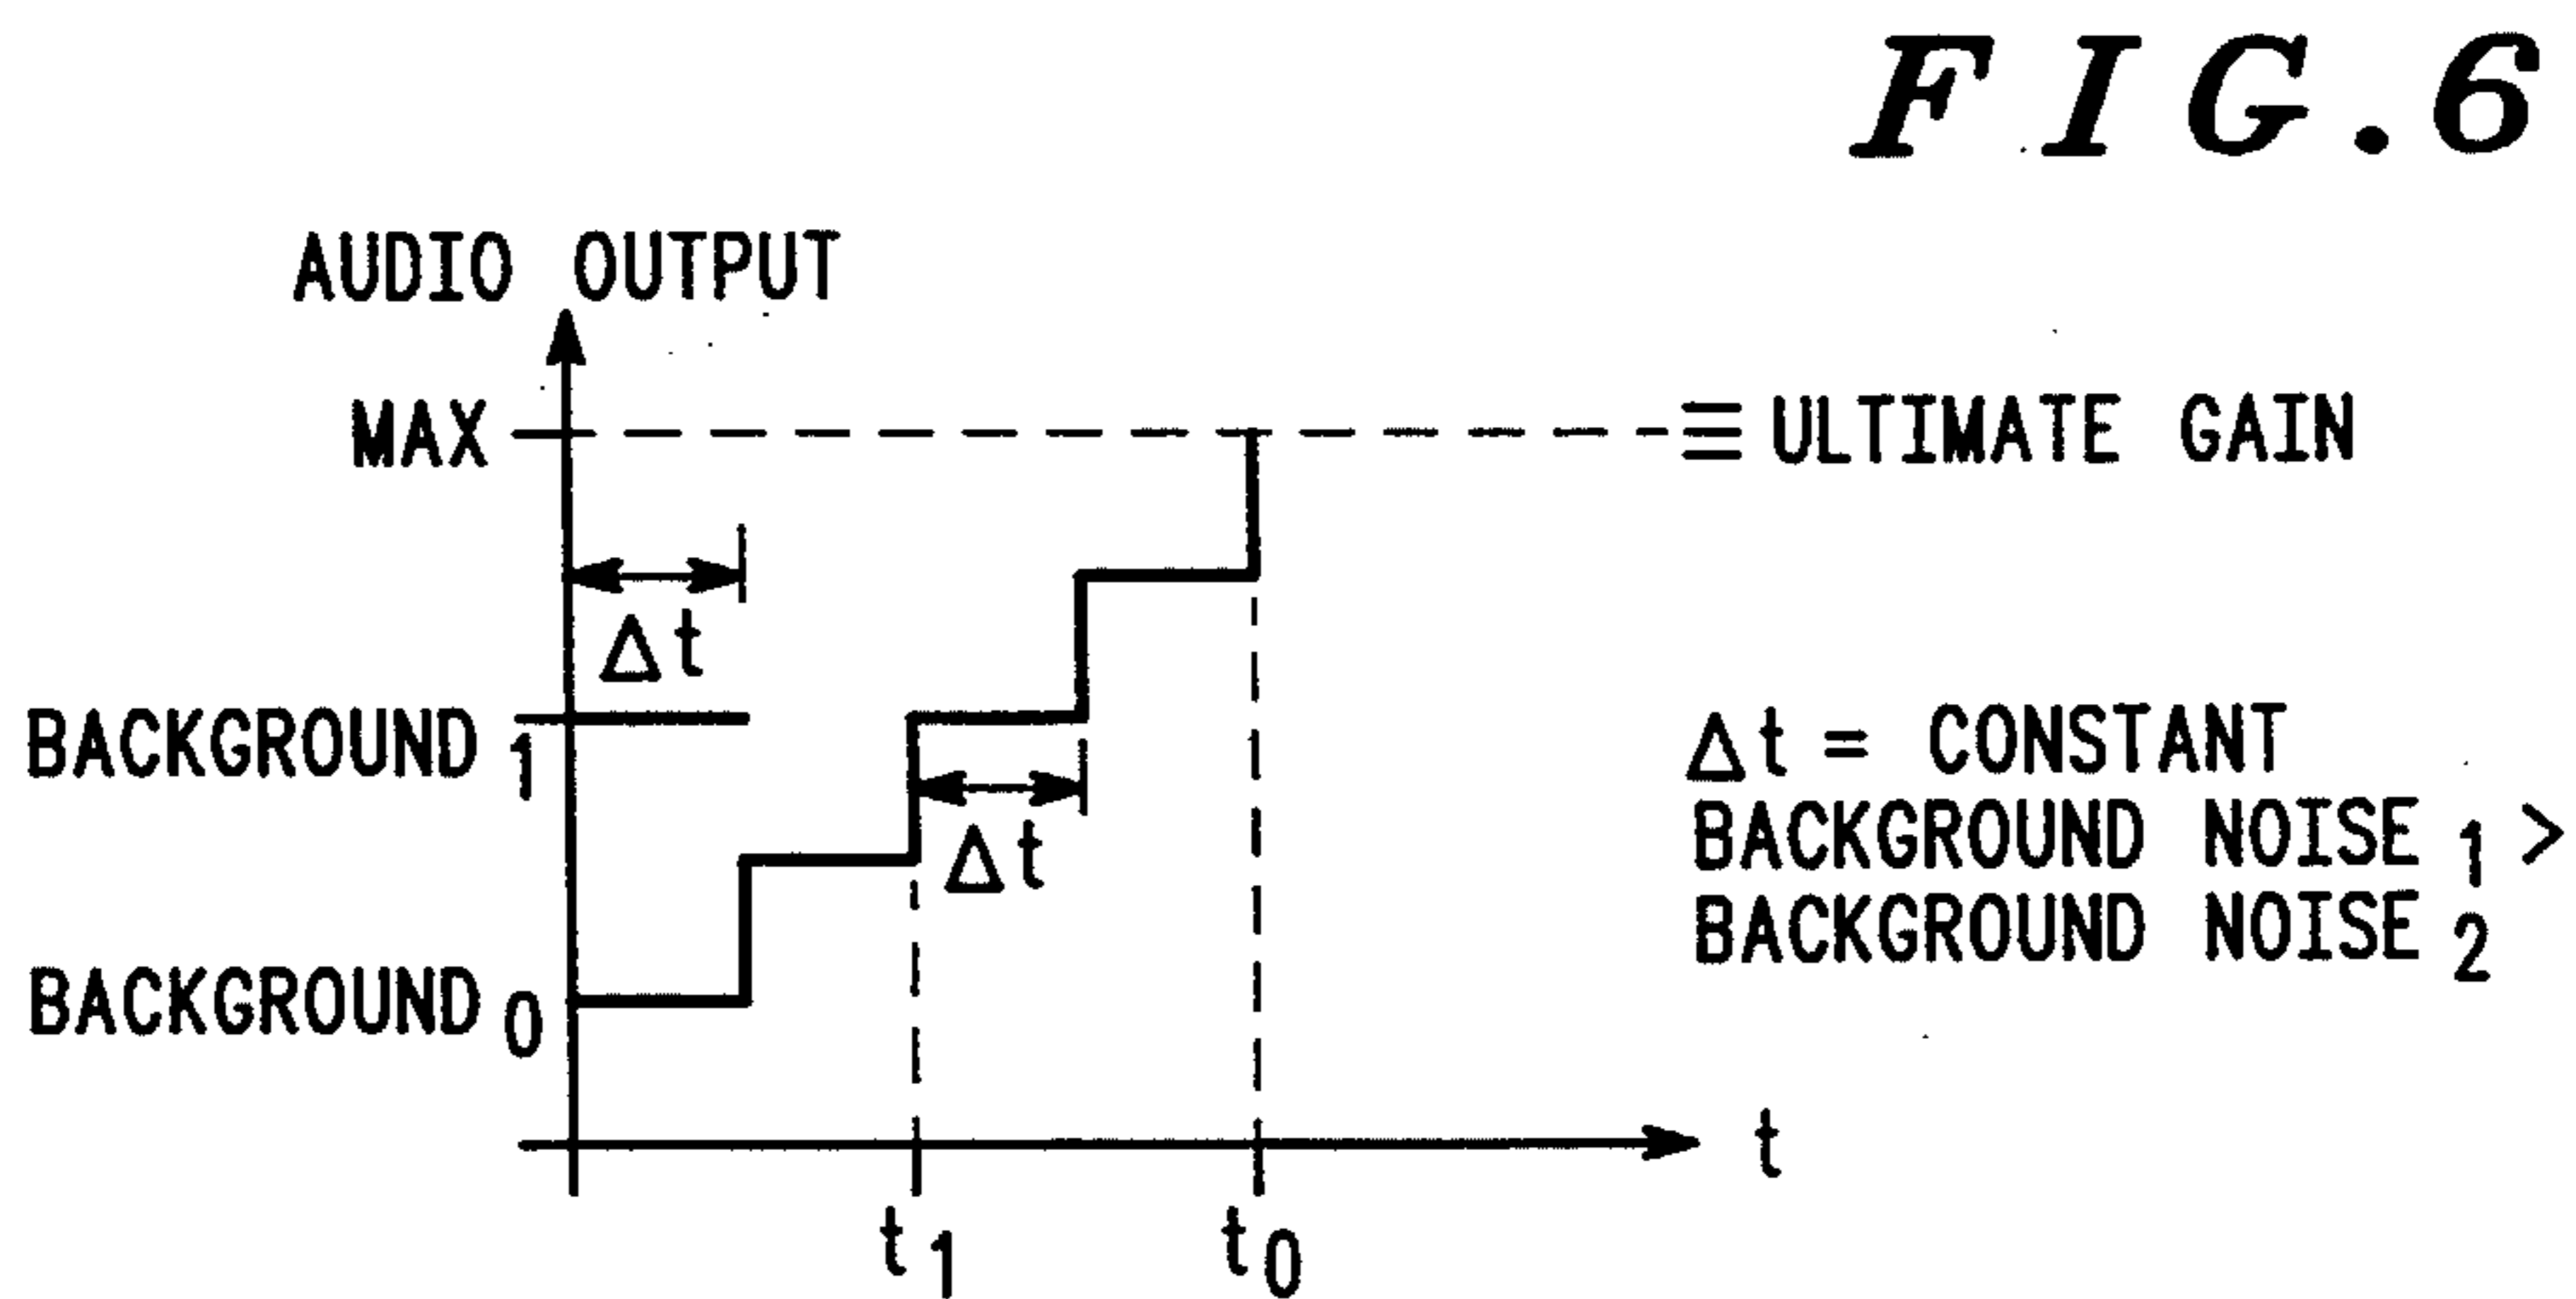 FIG.6
AUDIO OUTPUT
MAX
≡ ULTIMATE GAIN
Δt
BACKGROUND 1
Δt = CONSTANT
BACKGROUND NOISE 1 >
BACKGROUND NOISE 2
Δt
BACKGROUND 0
t
t1
t0